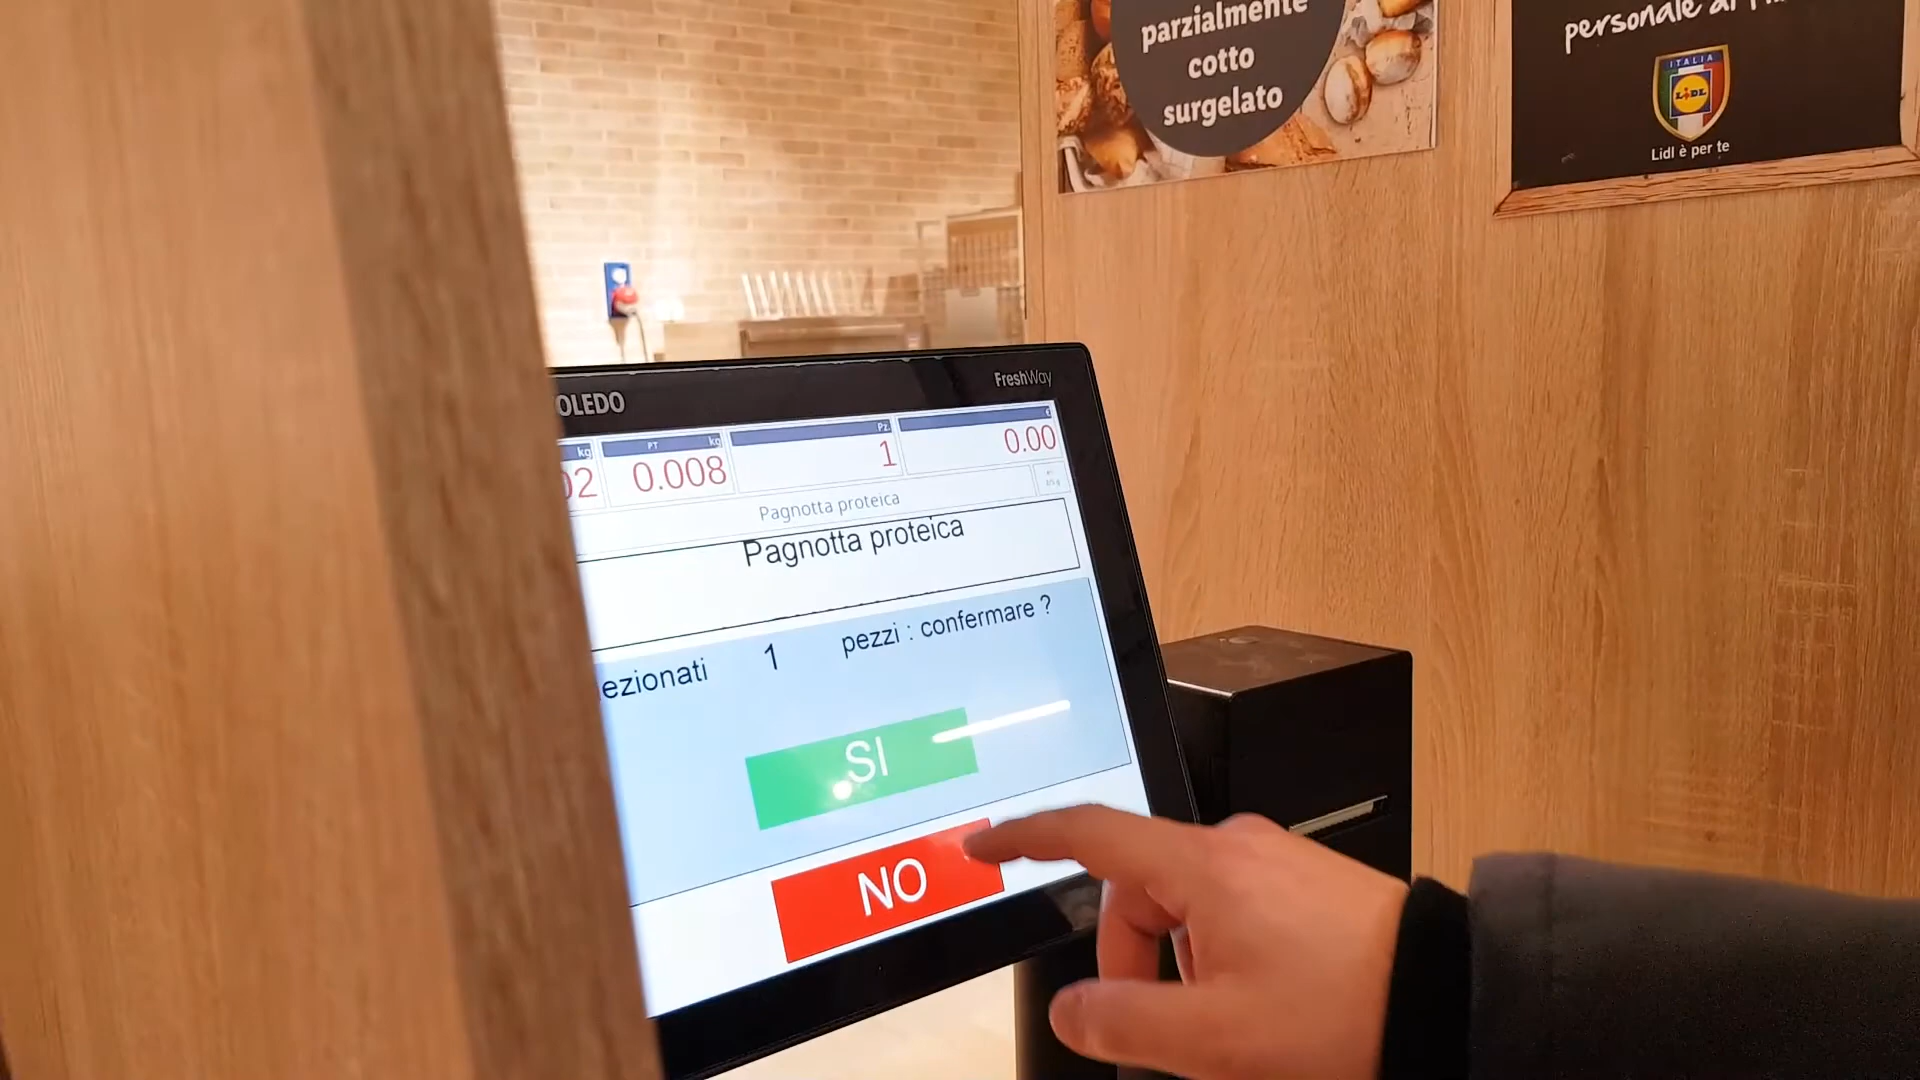 parzialmente
cotto
surgelato
personale
ITALIA
LIDL
Lidl è per te
OLEDO
FreshWay
kg
PT kg
Pz.
€
02
0.008
1
0.00
Pagnotta proteica
Pagnotta proteica
ezionati 1 pezzi : confermare ?
SI
NO